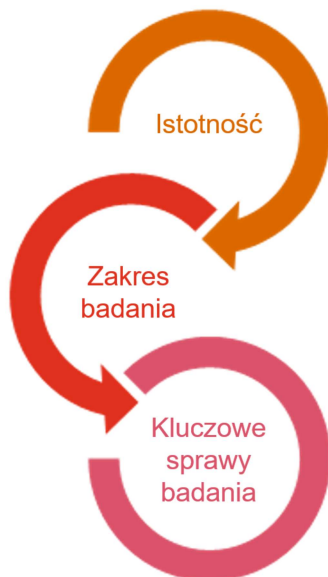 Istotność
Zakres
badania
Kluczowe
sprawy
badania